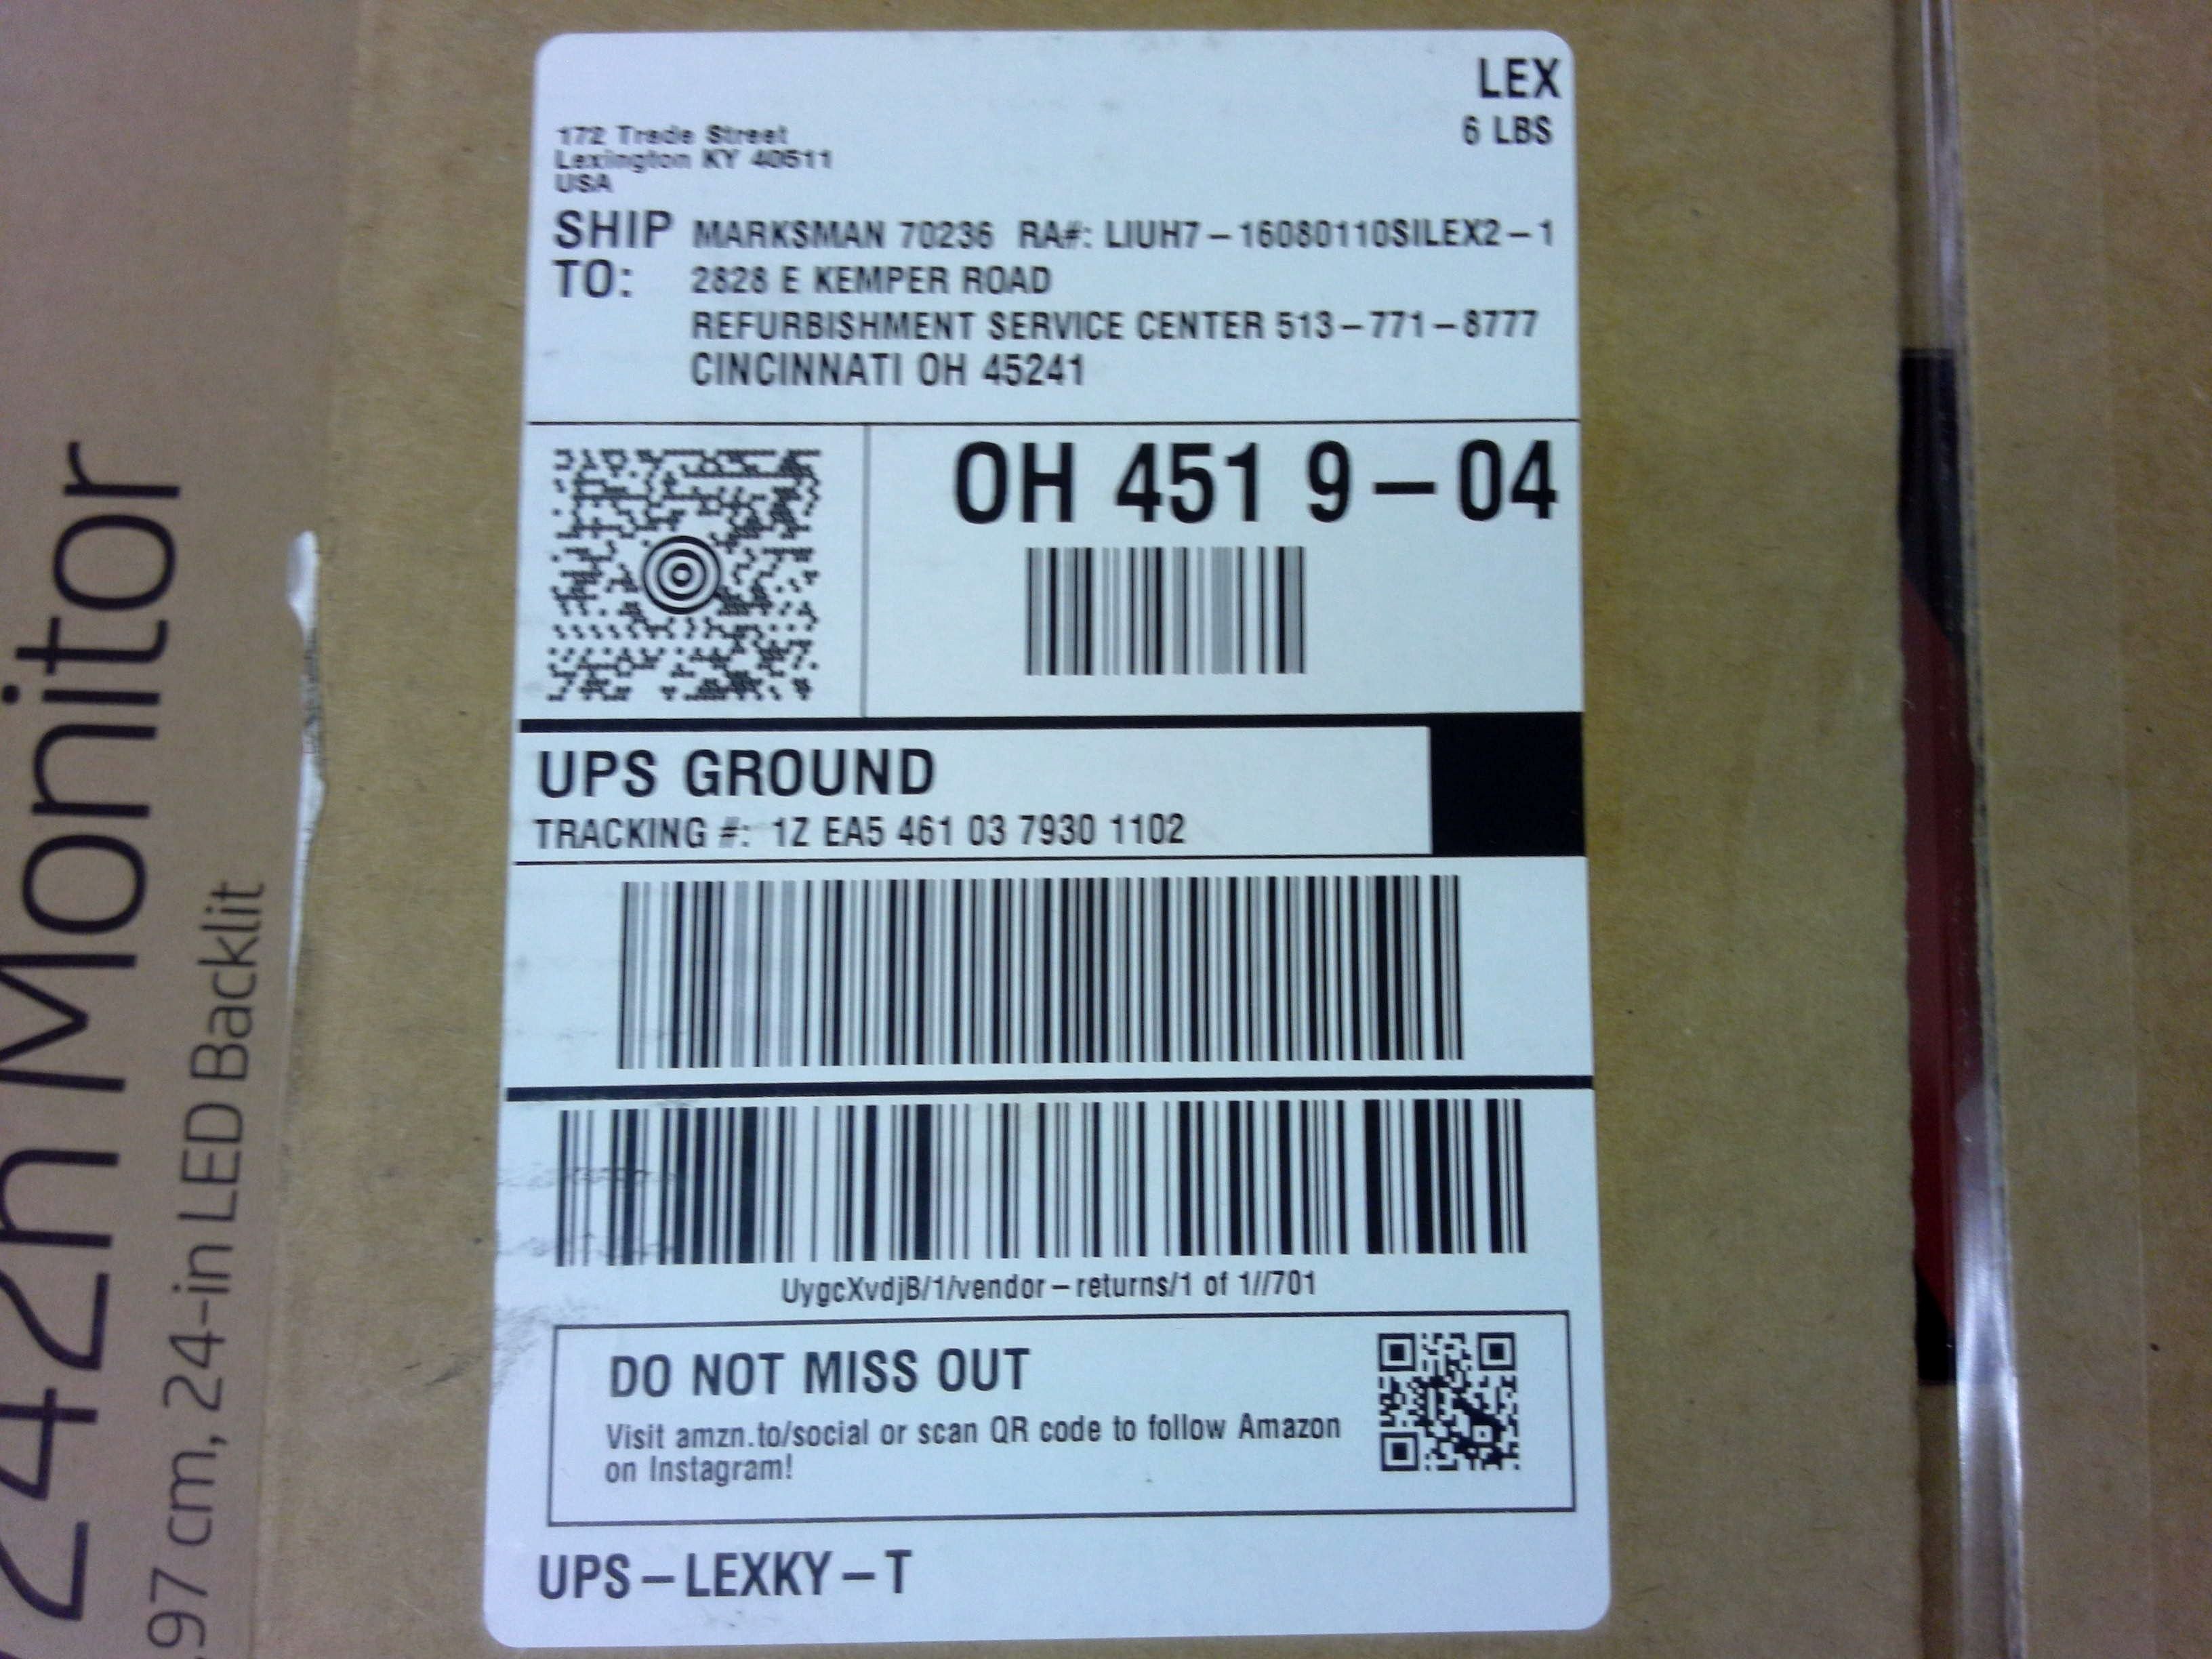 LEX
6 LBS
172 Trade Street
Lexington KY 40511
USA
SHIP TO:
MARKSMAN 70236 RA#: LIUH7-16080110SILEX2-1
2828 E KEMPER ROAD
REFURBISHMENT SERVICE CENTER 513-771-8777
CINCINNATI OH 45241
OH 451 9-04
UPS GROUND
TRACKING #: 1Z EA5 461 03 7930 1102
UygcXvdjB/1/vendor-returns/1 of 1//701
DO NOT MISS OUT
Visit amzn.to/social or scan QR code to follow Amazon
on Instagram!
UPS-LEXKY-T
242n Monitor
.97 cm, 24-in LED Backlit